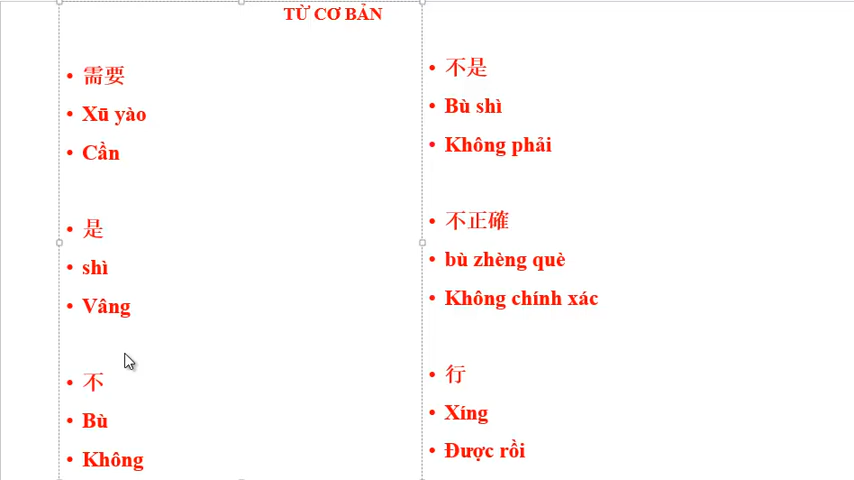 TỪ CƠ BẢN
• 需要
• Xū yào
• Cần
• 是
• shì
• Vâng
• 不
• Bù
• Không
• 不是
• Bù shì
• Không phải
• 不正確
• bù zhèng què
• Không chính xác
• 行
• Xíng
• Được rồi